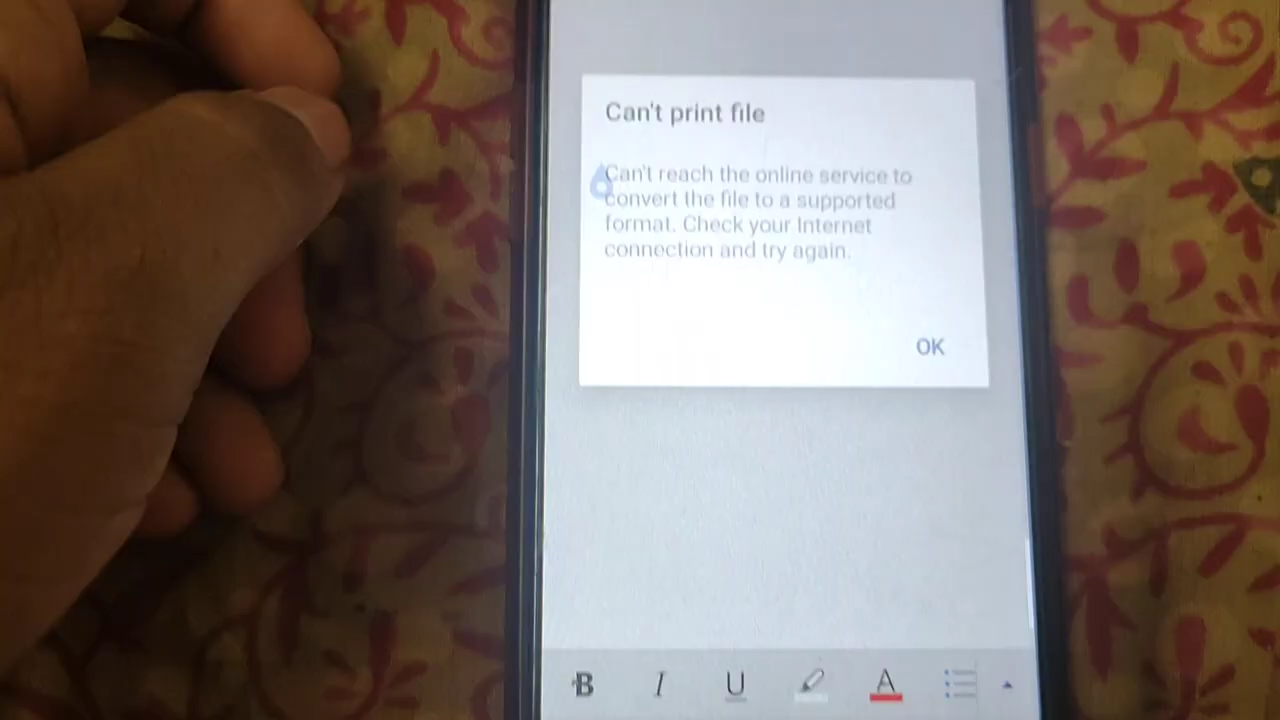 Can't print file
Can't reach the online service to
convert the file to a supported
format. Check your Internet
connection and try again.
OK
B I U A